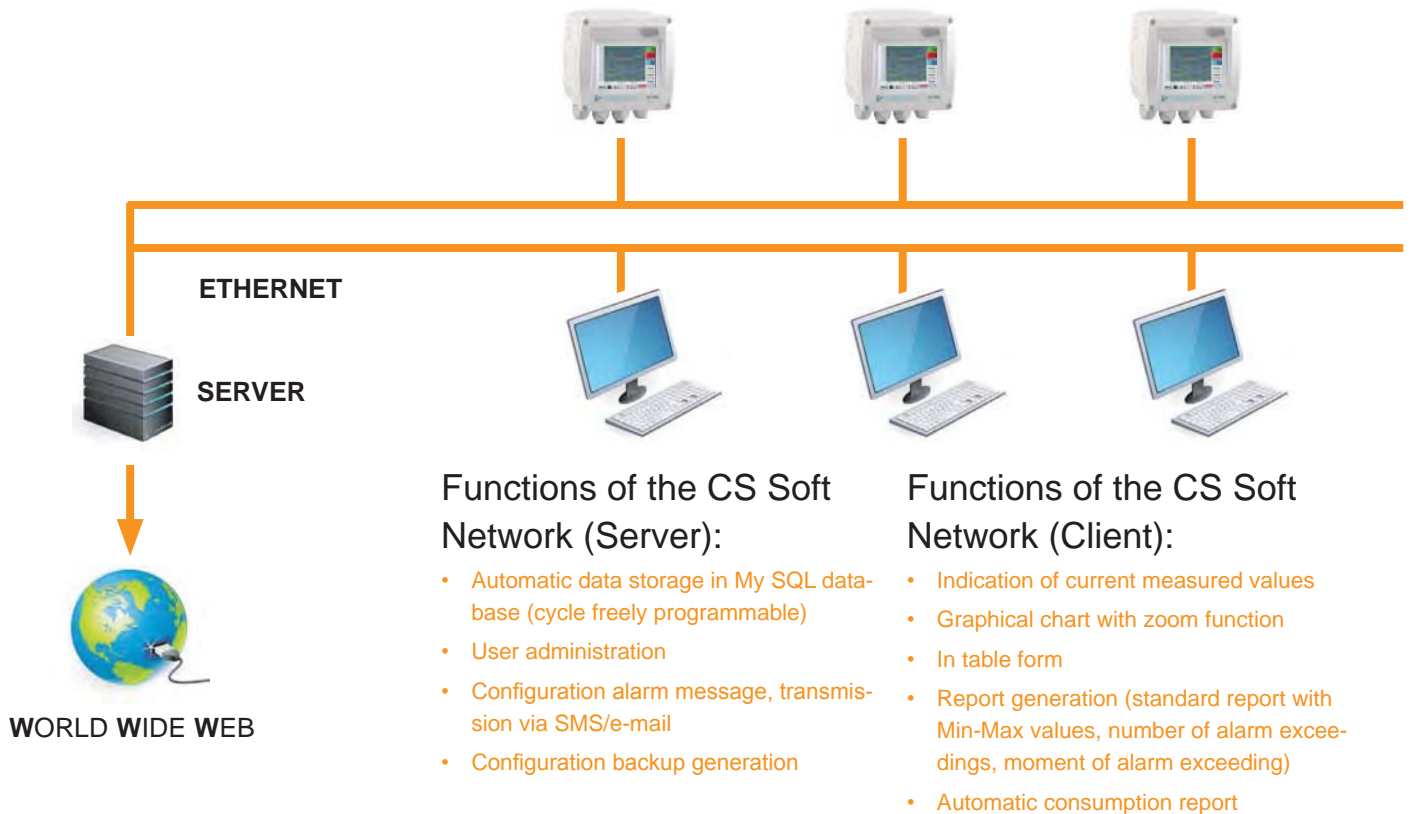 ETHERNET
SERVER
WORLD WIDE WEB
Functions of the CS Soft
Network (Server):
• Automatic data storage in My SQL data-
base (cycle freely programmable)
• User administration
• Configuration alarm message, transmis-
sion via SMS/e-mail
• Configuration backup generation
Functions of the CS Soft
Network (Client):
• Indication of current measured values
• Graphical chart with zoom function
• In table form
• Report generation (standard report with
Min-Max values, number of alarm excee-
dings, moment of alarm exceeding)
• Automatic consumption report